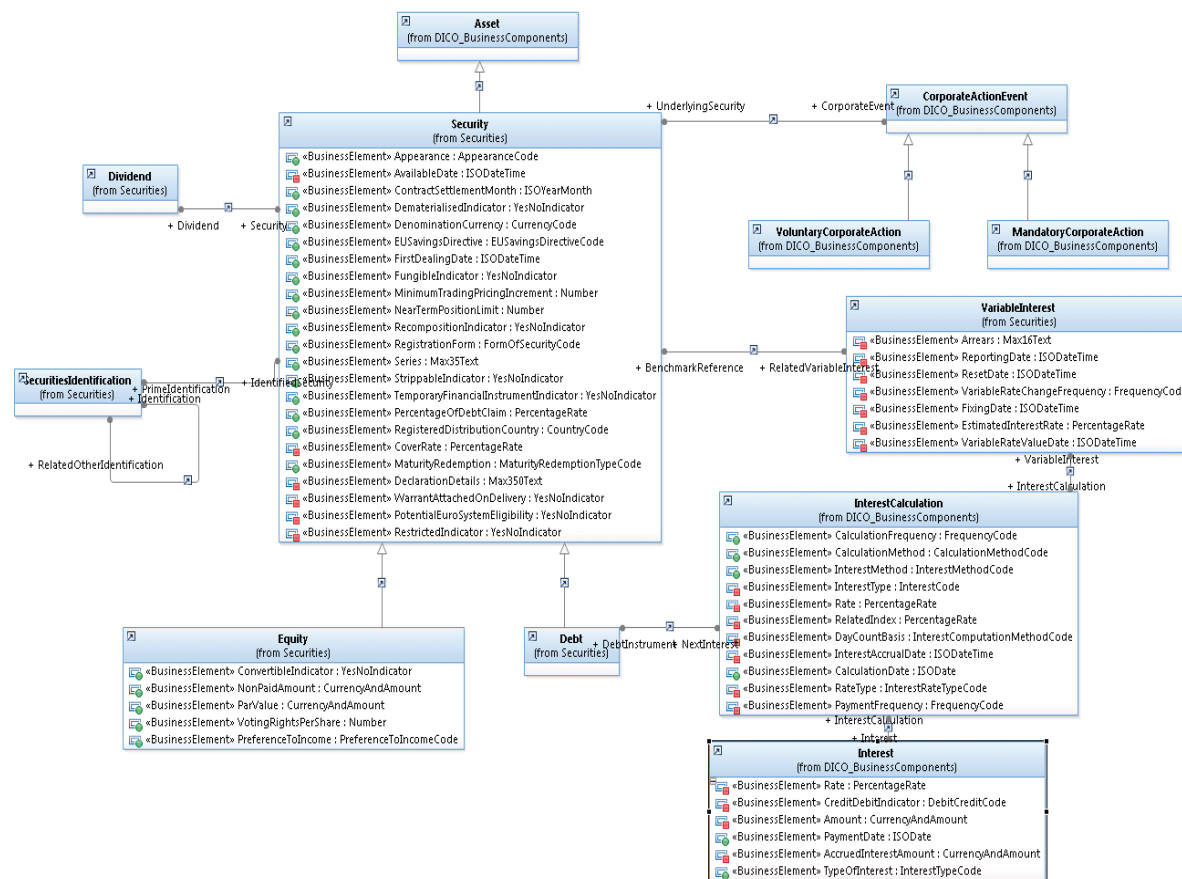 Asset
(from DICO_BusinessComponents)
CorporateActionEvent
(from DICO_BusinessComponents)
+ UnderlyingSecurity
+ CorporateEvent
Security
(from Securities)
«BusinessElement» Appearance : AppearanceCode
«BusinessElement» AvailableDate : ISODateTime
«BusinessElement» ContractSettlementMonth : ISOYearMonth
«BusinessElement» DematerialisedIndicator : YesNoIndicator
«BusinessElement» DenominationCurrency : CurrencyCode
«BusinessElement» EUSavingsDirective : EUSavingsDirectiveCode
«BusinessElement» FirstDealingDate : ISODateTime
«BusinessElement» FungibleIndicator : YesNoIndicator
«BusinessElement» MinimumTradingPricingIncrement : Number
«BusinessElement» NearTermPositionLimit : Number
«BusinessElement» RecompositionIndicator : YesNoIndicator
«BusinessElement» RegistrationForm : FormOfSecurityCode
«BusinessElement» Series : Max35Text
«BusinessElement» StrippableIndicator : YesNoIndicator
«BusinessElement» TemporaryFinancialInstrumentIndicator : YesNoIndicator
«BusinessElement» PercentageOfDebtClaim : PercentageRate
«BusinessElement» RegisteredDistributionCountry : CountryCode
«BusinessElement» CoverRate : PercentageRate
«BusinessElement» MaturityRedemption : MaturityRedemptionTypeCode
«BusinessElement» DeclarationDetails : Max350Text
«BusinessElement» WarrantAttachedOnDelivery : YesNoIndicator
«BusinessElement» PotentialEuroSystemEligibility : YesNoIndicator
«BusinessElement» RestrictedIndicator : YesNoIndicator
Dividend
(from Securities)
+ Dividend
+ Security
VoluntaryCorporateAction
(from DICO_BusinessComponents)
MandatoryCorporateAction
(from DICO_BusinessComponents)
VariableInterest
(from Securities)
«BusinessElement» Arrears : Max16Text
«BusinessElement» ReportingDate : ISODateTime
«BusinessElement» ResetDate : ISODateTime
«BusinessElement» VariableRateChangeFrequency : FrequencyCod
«BusinessElement» FixingDate : ISODateTime
«BusinessElement» EstimatedInterestRate : PercentageRate
«BusinessElement» VariableRateValueDate : ISODateTime
+ BenchmarkReference
+ RelatedVariableInterest
SecuritiesIdentification
(from Securities)
+ PrimeIdentification
+ Identification
+ IdentifiedSecurity
+ RelatedOtherIdentification
+ VariableInterest
+ InterestCalculation
InterestCalculation
(from DICO_BusinessComponents)
«BusinessElement» CalculationFrequency : FrequencyCode
«BusinessElement» CalculationMethod : CalculationMethodCode
«BusinessElement» InterestMethod : InterestMethodCode
«BusinessElement» InterestType : InterestCode
«BusinessElement» Rate : PercentageRate
«BusinessElement» RelatedIndex : PercentageRate
«BusinessElement» DayCountBasis : InterestComputationMethodCode
«BusinessElement» InterestAccrualDate : ISODateTime
«BusinessElement» CalculationDate : ISODate
«BusinessElement» RateType : InterestRateTypeCode
«BusinessElement» PaymentFrequency : FrequencyCode
Equity
(from Securities)
«BusinessElement» ConvertibleIndicator : YesNoIndicator
«BusinessElement» NonPaidAmount : CurrencyAndAmount
«BusinessElement» ParValue : CurrencyAndAmount
«BusinessElement» VotingRightsPerShare : Number
«BusinessElement» PreferenceToIncome : PreferenceToIncomeCode
Debt
(from Securities)
+ DebtInstrument
+ NextInterest
+ InterestCalculation
+ Interest
Interest
(from DICO_BusinessComponents)
«BusinessElement» Rate : PercentageRate
«BusinessElement» CreditDebitIndicator : DebitCreditCode
«BusinessElement» Amount : CurrencyAndAmount
«BusinessElement» PaymentDate : ISODate
«BusinessElement» AccruedInterestAmount : CurrencyAndAmount
«BusinessElement» TypeOfInterest : InterestTypeCode